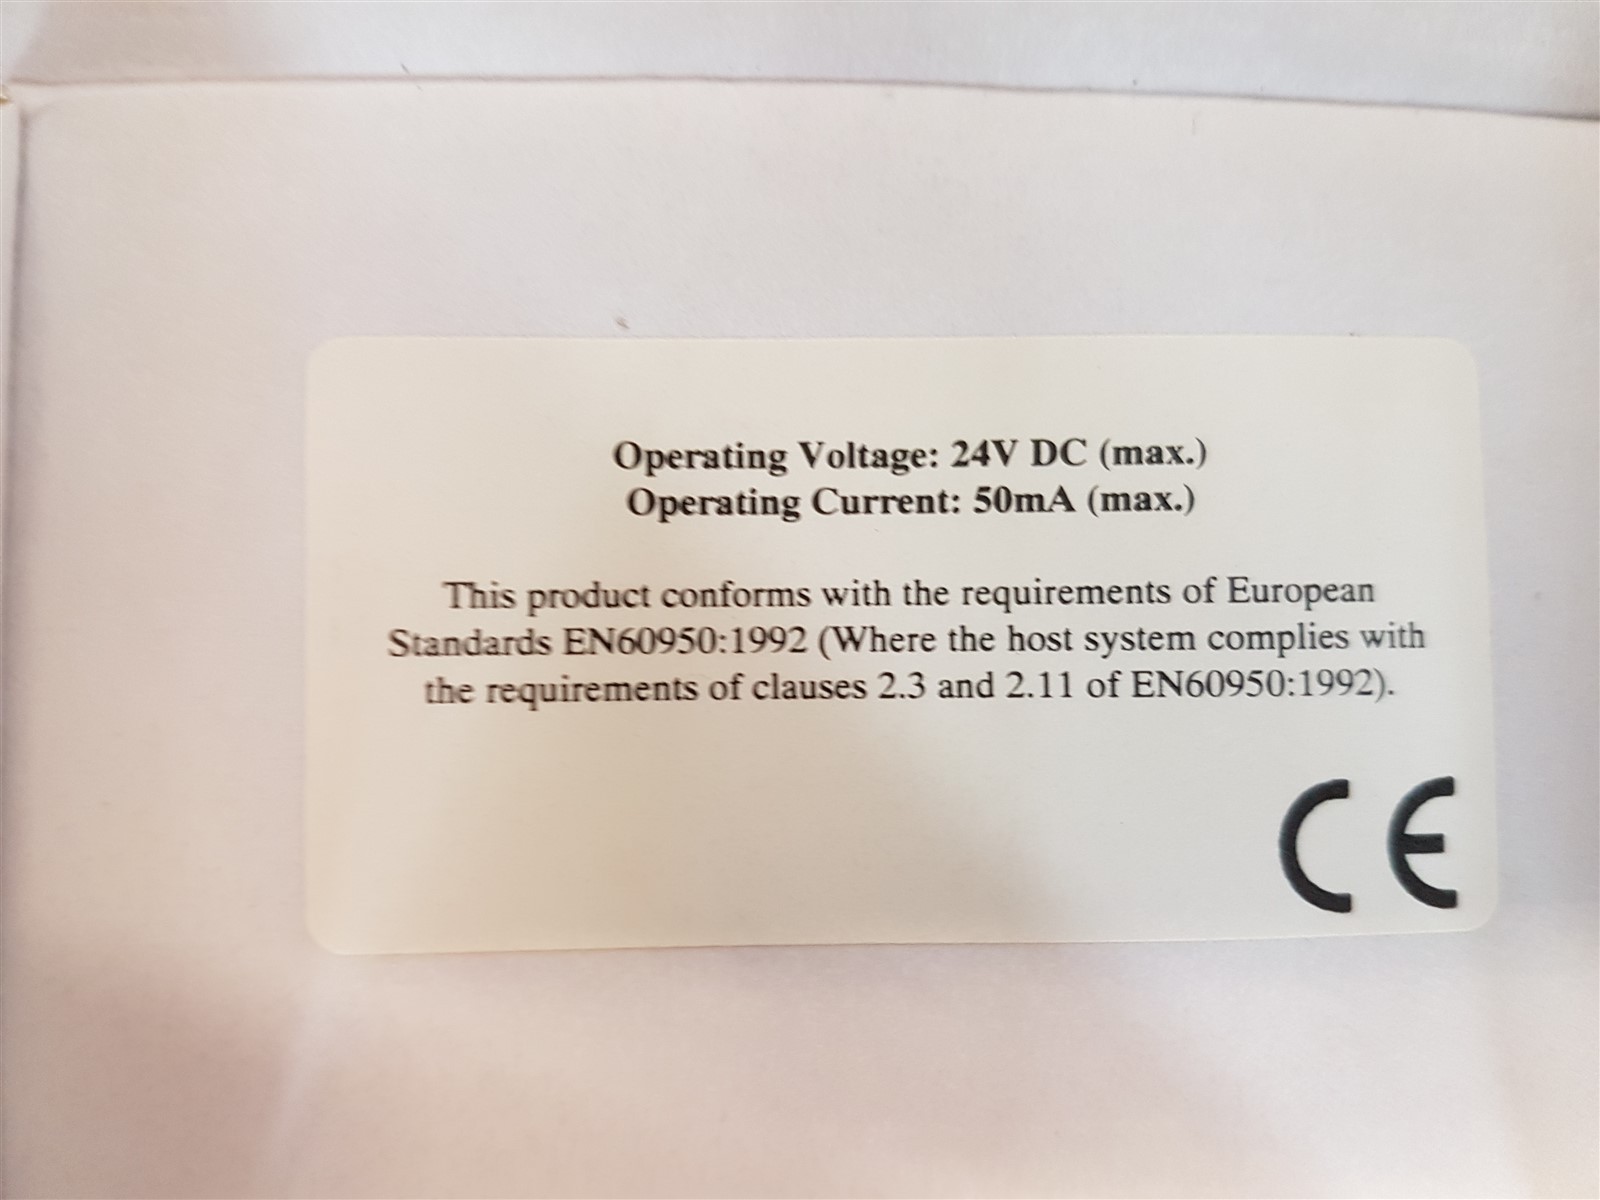 Operating Voltage: 24V DC (max.)
Operating Current: 50mA (max.)
This product conforms with the requirements of European
Standards EN60950:1992 (Where the host system complies with
the requirements of clauses 2.3 and 2.11 of EN60950:1992).
CE